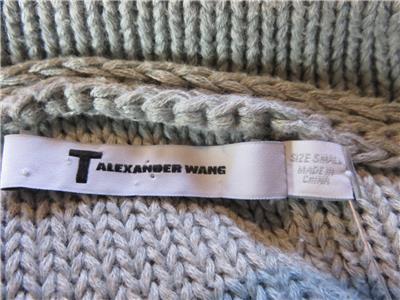 T ALEXANDER WANG
SIZE SMALL
MADE IN
CHINA